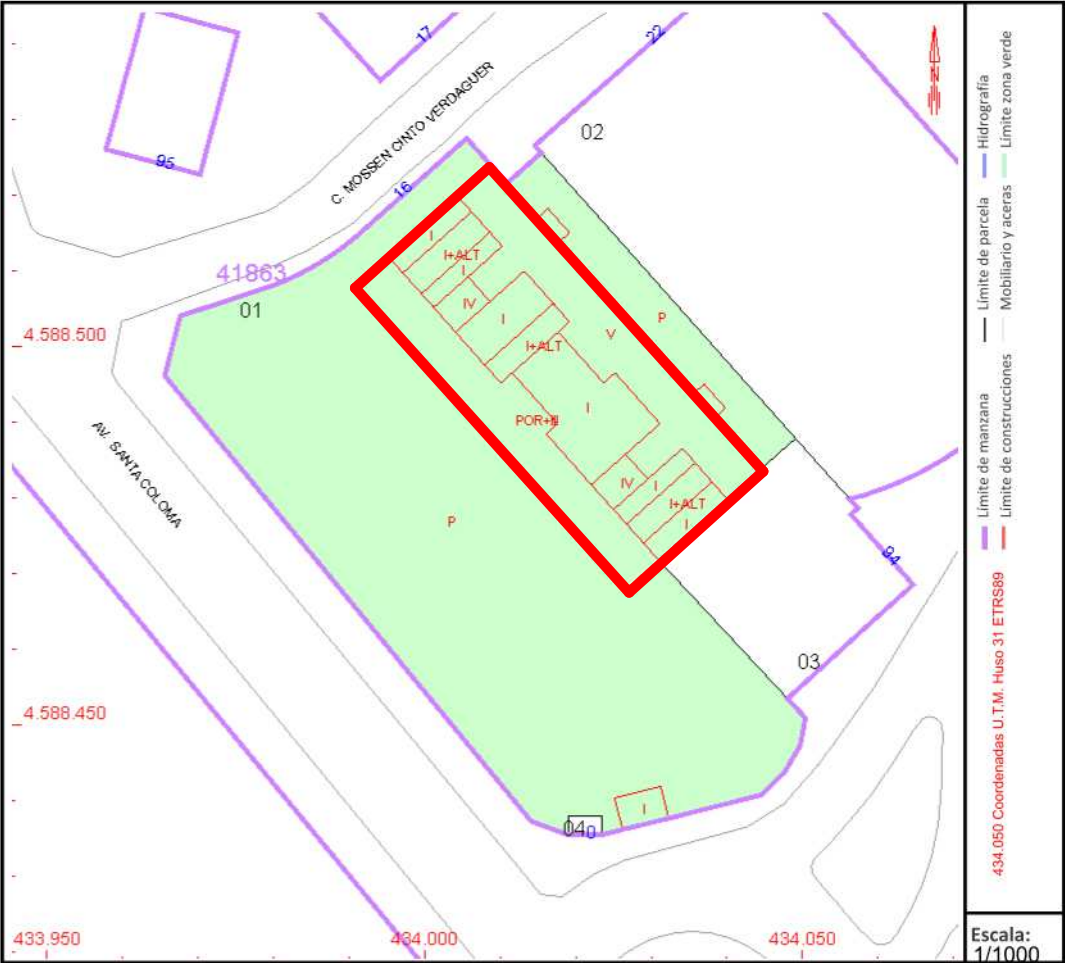 17
22
C. MOSSEN CINTO VERDAGUER
02
95
16
N
I
I+ALT
I
41863
01
IV
I
P
V
4.588.500
I+ALT
I
AV. SANTA COLOMA
IV
I
I+ALT
I
P
94
03
4.588.450
I
04
0
433.950
434.000
434.050
Hidrografía
Límite zona verde
Límite de parcela
Mobiliario y aceras
Límite de manzana
Límite de construcciones
434.050 Coordenadas U.T.M. Huso 31 ETRS89
Escala:
1/1000